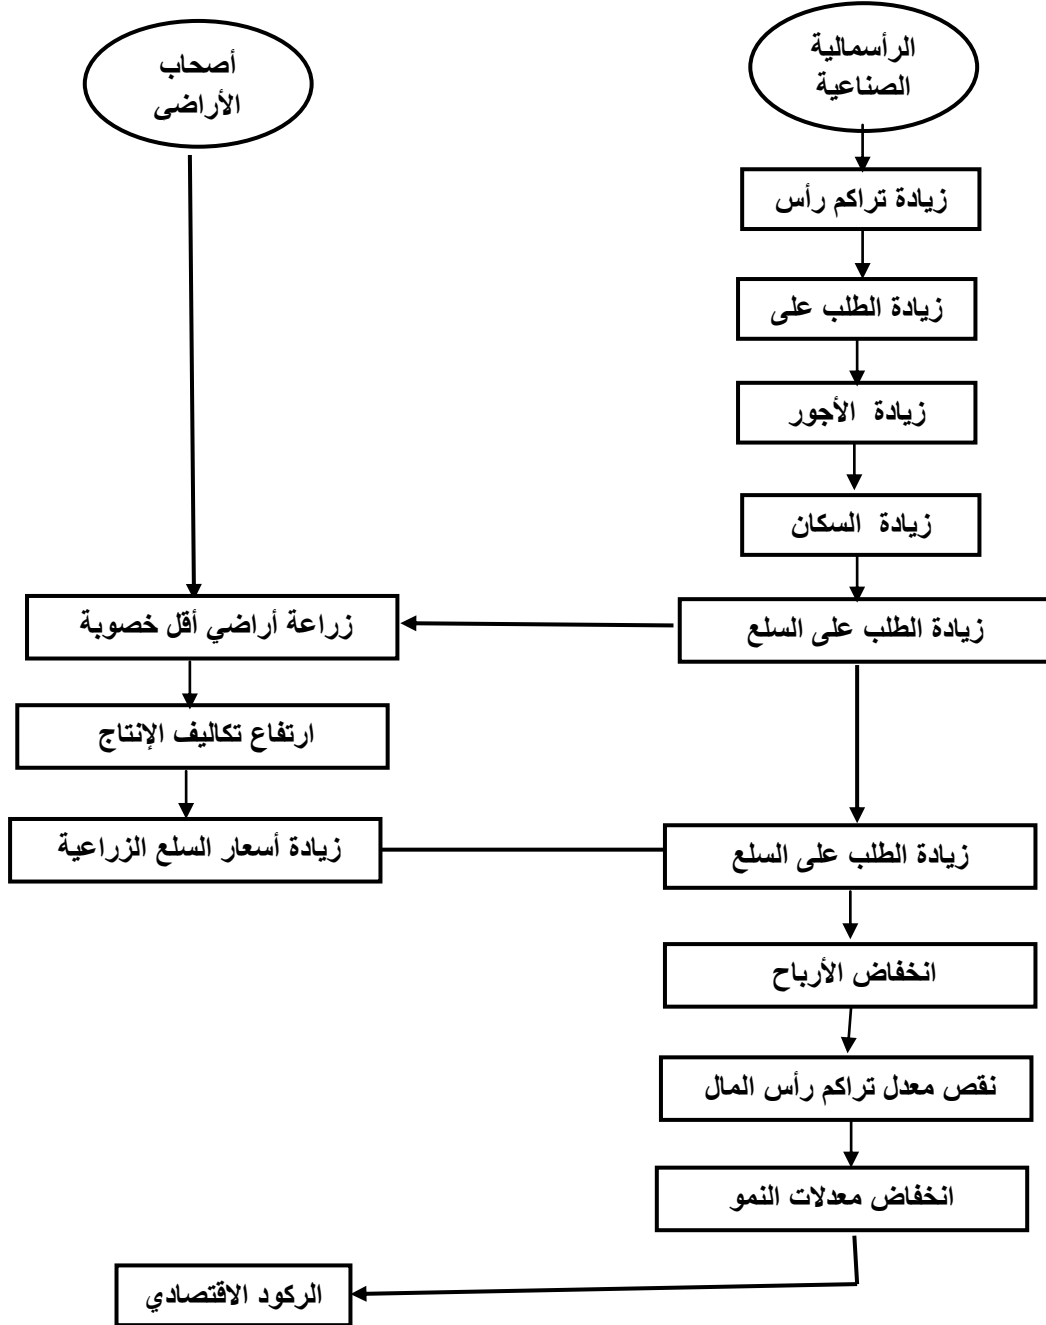 الرأسمالية
الصناعية
أصحاب
الأراضى
زيادة تراكم رأس
زيادة الطلب على
زيادة الأجور
زيادة السكان
زيادة الطلب على السلع
زراعة أراضي أقل خصوبة
ارتفاع تكاليف الإنتاج
زيادة أسعار السلع الزراعية
زيادة الطلب على السلع
انخفاض الأرباح
نقص معدل تراكم رأس المال
انخفاض معدلات النمو
الركود الاقتصادي